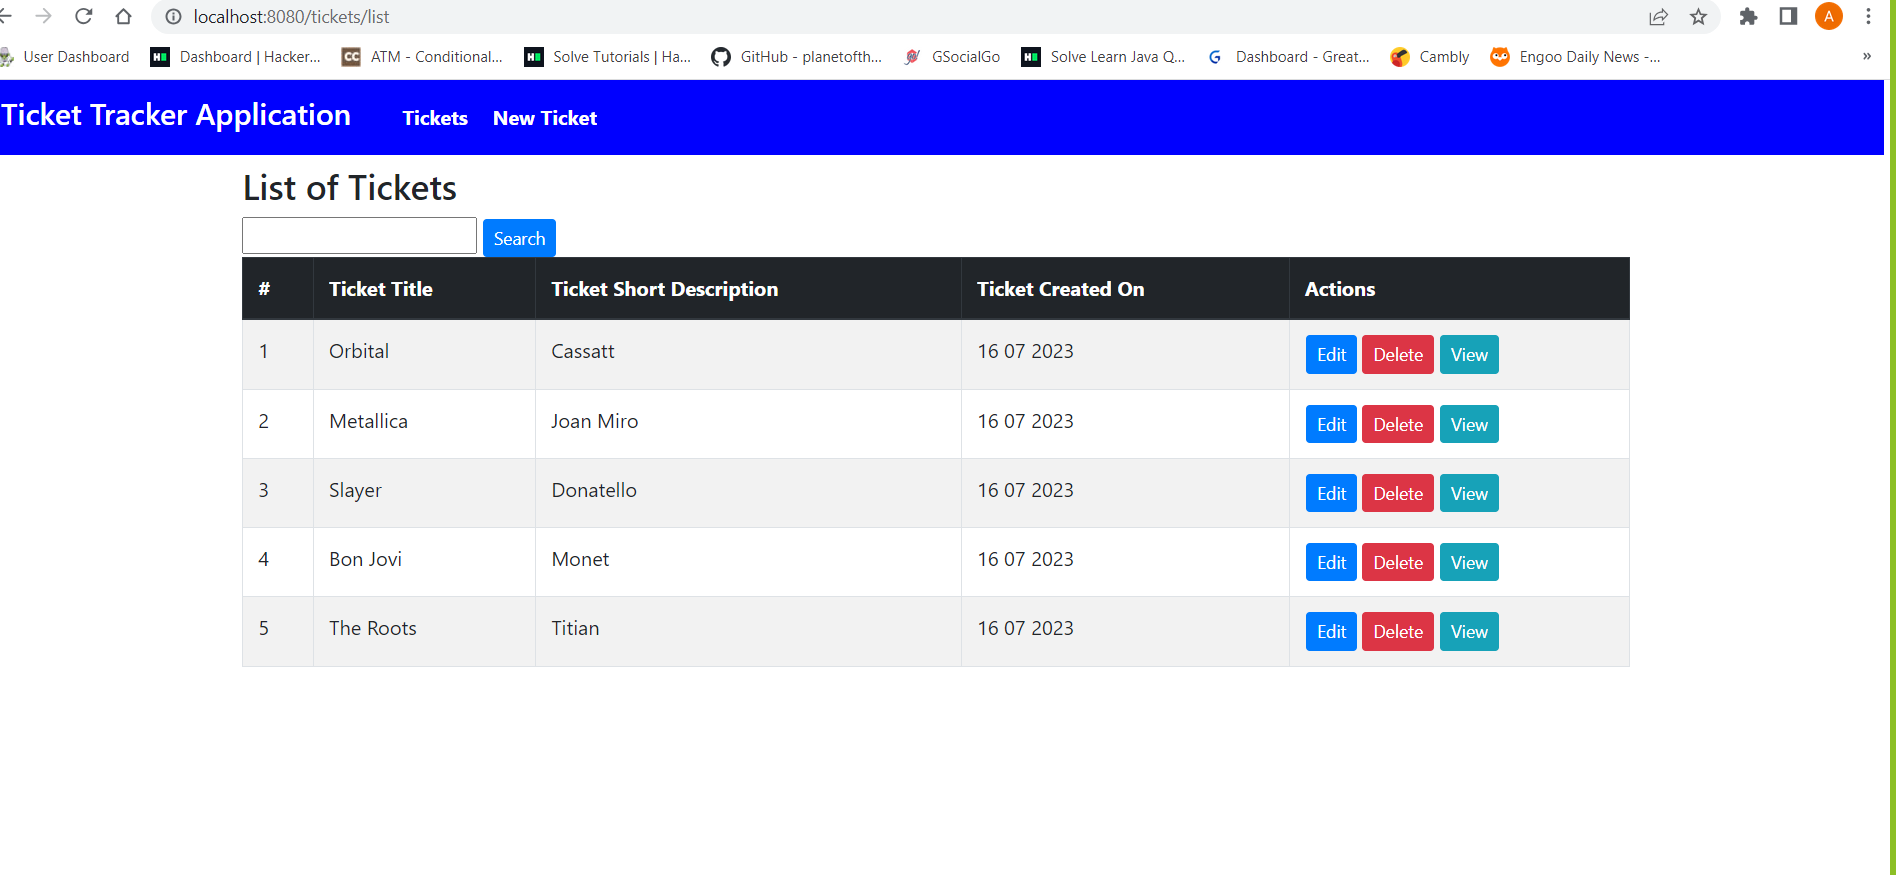 localhost:8080/tickets/list
A
User Dashboard Dashboard | Hacker... CC ATM - Conditional... Solve Tutorials | Ha... GitHub - planetofth... GSocialGo Solve Learn Java Q... G Dashboard - Great... Cambly Engoo Daily News -... »
Ticket Tracker Application Tickets New Ticket
List of Tickets
Search
# Ticket Title Ticket Short Description Ticket Created On Actions
1 Orbital Cassatt 16 07 2023 Edit Delete View
2 Metallica Joan Miro 16 07 2023 Edit Delete View
3 Slayer Donatello 16 07 2023 Edit Delete View
4 Bon Jovi Monet 16 07 2023 Edit Delete View
5 The Roots Titian 16 07 2023 Edit Delete View